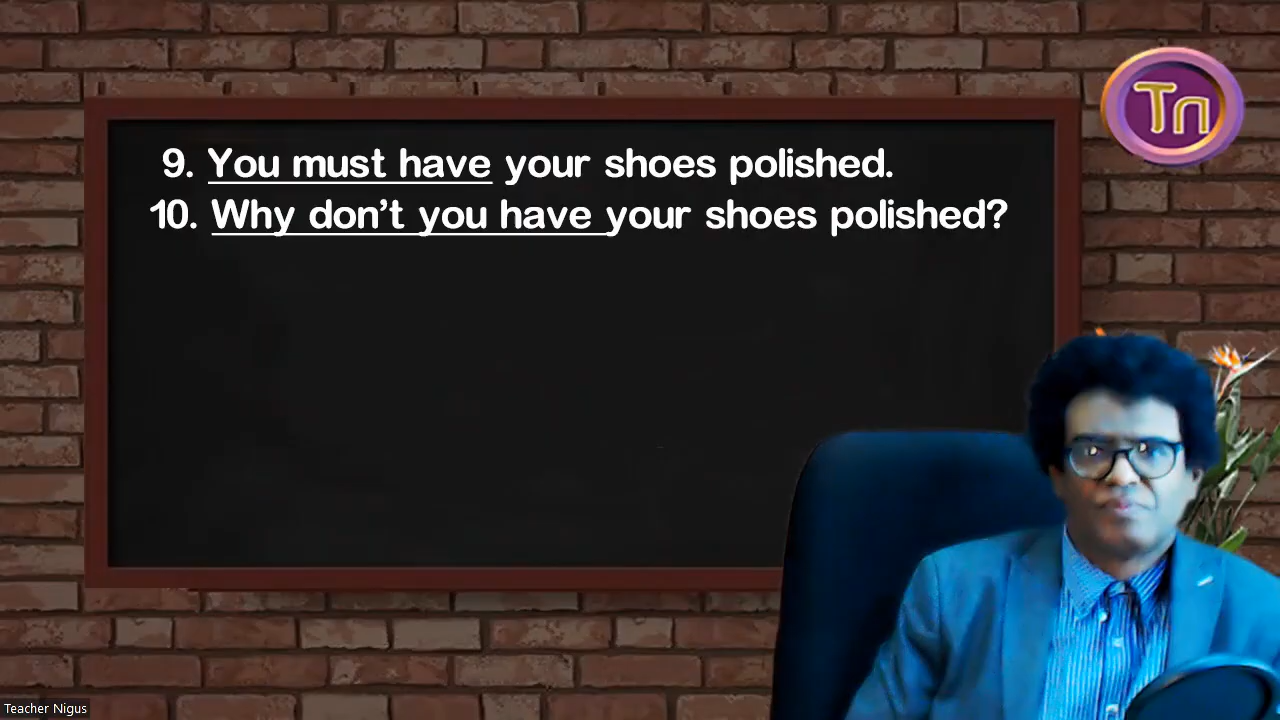 Tn
9. You must have your shoes polished.
10. Why don't you have your shoes polished?
Teacher Nigus